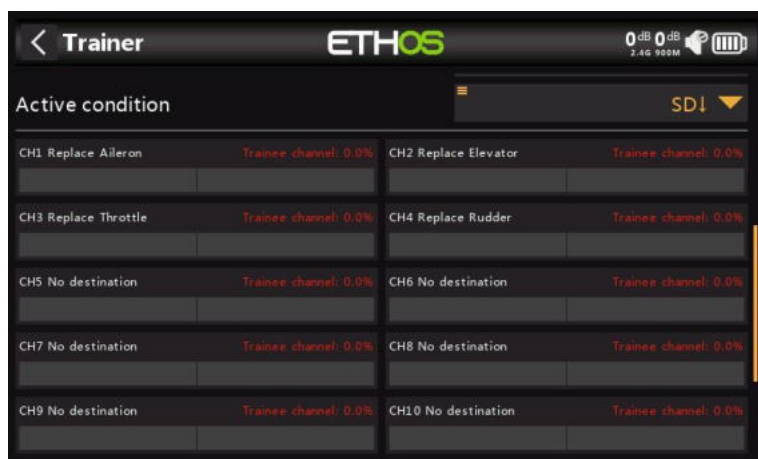 Trainer
ETHOS
0 dB 0 dB
2.4G 900M
Active condition
SD↓
CH1 Replace Aileron Trainee channel: 0.0%
CH2 Replace Elevator Trainee channel: 0.0%
CH3 Replace Throttle Trainee channel: 0.0%
CH4 Replace Rudder Trainee channel: 0.0%
CH5 No destination Trainee channel: 0.0%
CH6 No destination Trainee channel: 0.0%
CH7 No destination Trainee channel: 0.0%
CH8 No destination Trainee channel: 0.0%
CH9 No destination Trainee channel: 0.0%
CH10 No destination Trainee channel: 0.0%